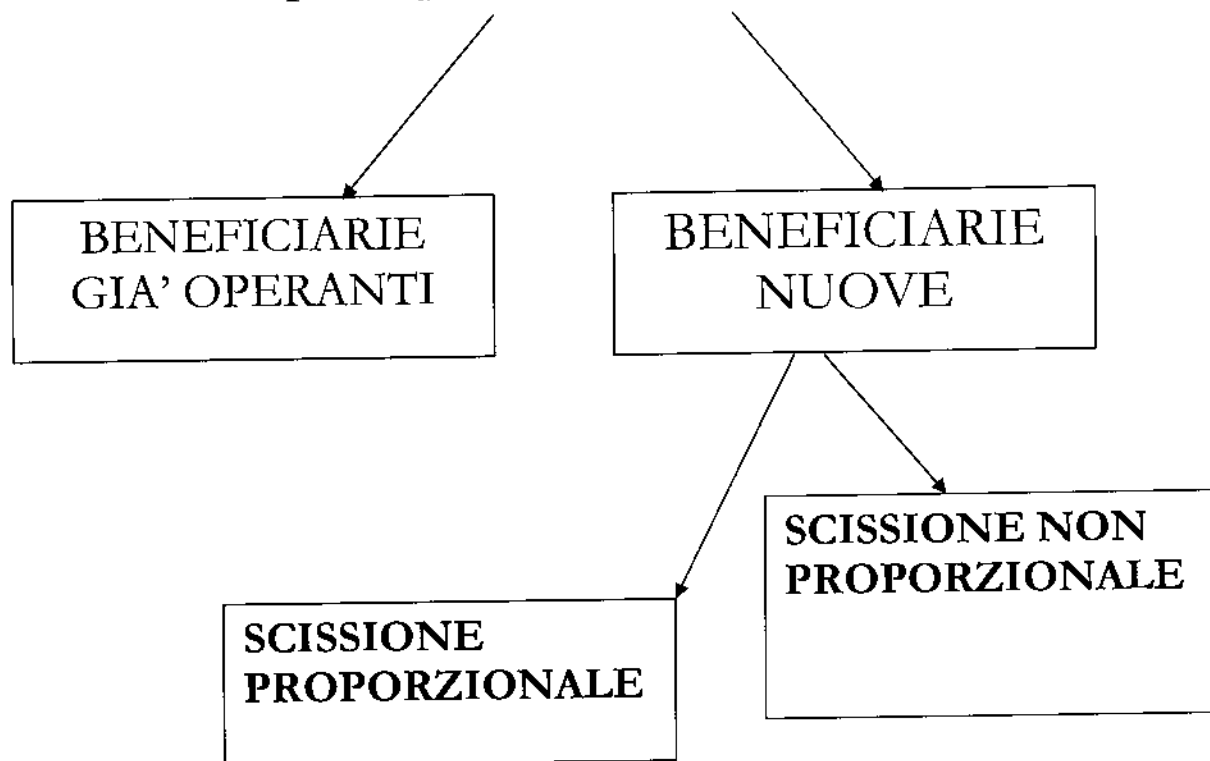 BENEFICIARIE
GIA' OPERANTI
BENEFICIARIE
NUOVE
SCISSIONE NON
PROPORZIONALE
SCISSIONE
PROPORZIONALE